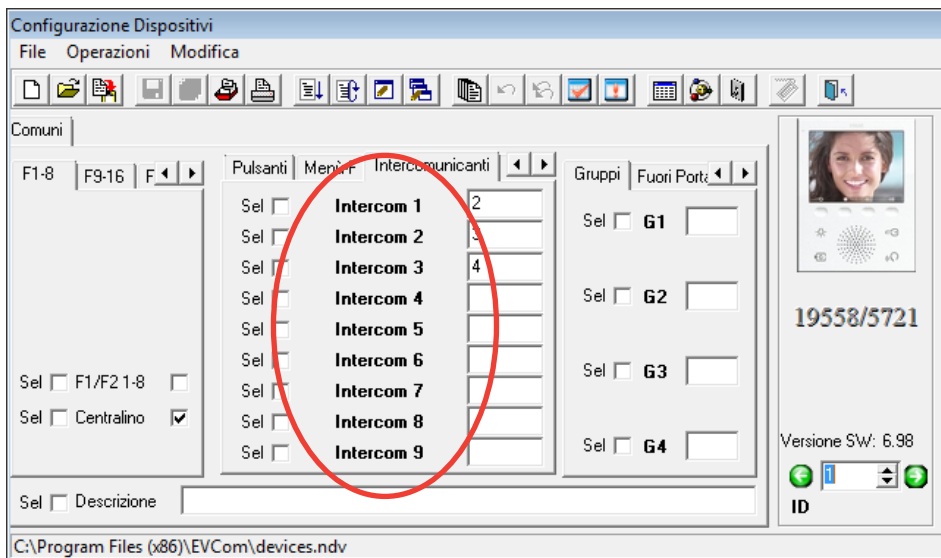 Configurazione Dispositivi
File Operazioni Modifica
Comuni
F1-8 F9-16 F
Sel F1/F2 1-8
Sel Centralino
Pulsanti Menù F Intercomunicanti
Sel Intercom 1 2
Sel Intercom 2 3
Sel Intercom 3 4
Sel Intercom 4
Sel Intercom 5
Sel Intercom 6
Sel Intercom 7
Sel Intercom 8
Sel Intercom 9
Gruppi Fuori Porta
Sel G1
Sel G2
Sel G3
Sel G4
19558/5721
Versione SW: 6.98
1
ID
Sel Descrizione
C:\Program Files (x86)\EVCom\devices.ndv